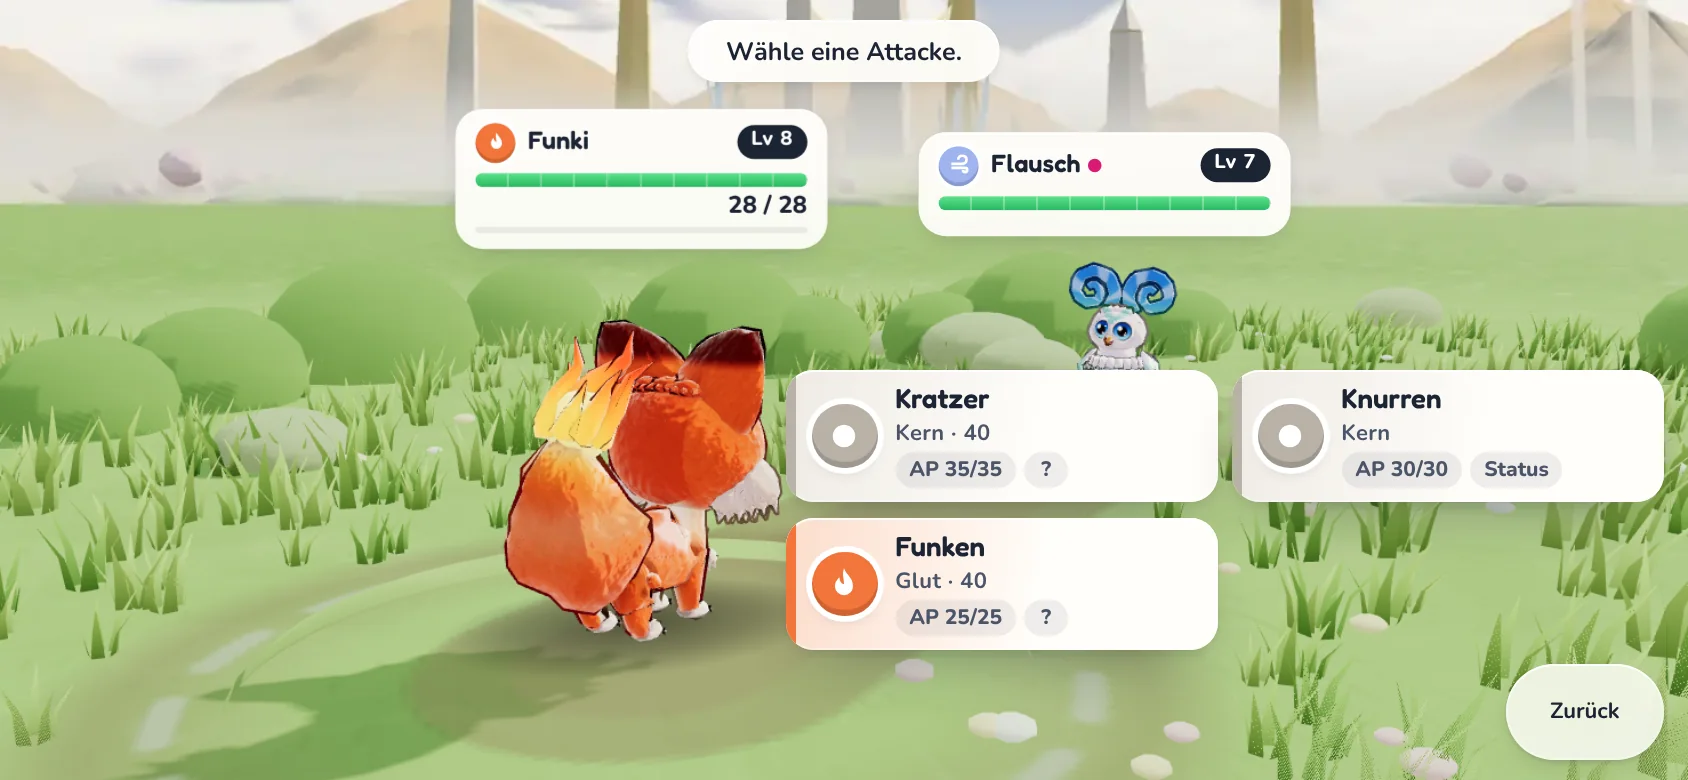 Wähle eine Attacke.
Funki
Lv 8
28 / 28
Flausch
Lv 7
Kratzer
Kern · 40
AP 35/35
?
Knurren
Kern
AP 30/30
Status
Funken
Glut · 40
AP 25/25
?
Zurück